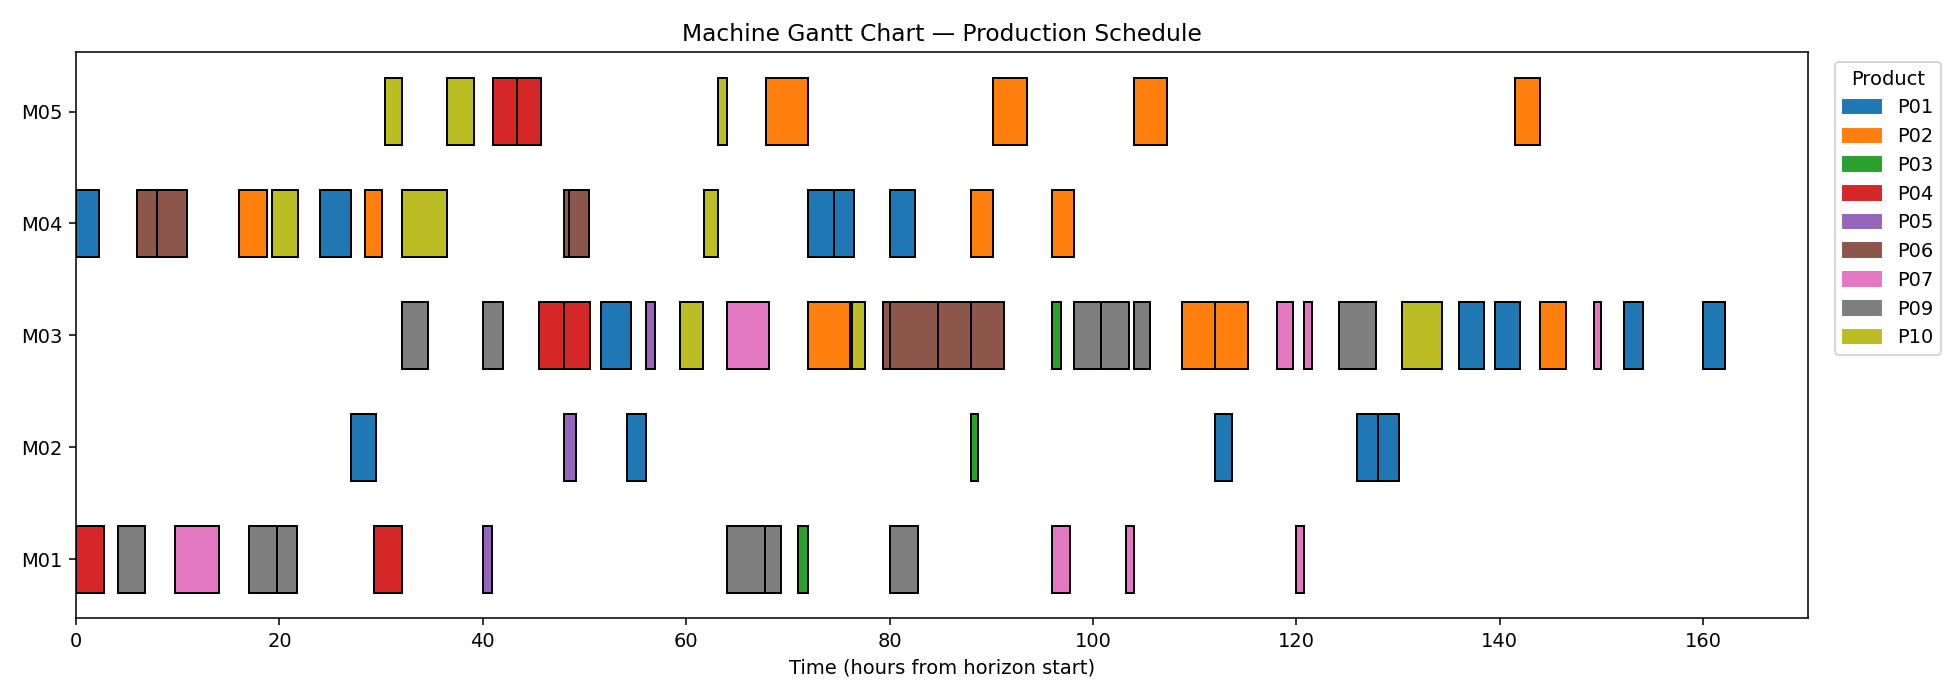 Machine Gantt Chart — Production Schedule
M05
M04
M03
M02
M01
0 20 40 60 80 100 120 140 160
Time (hours from horizon start)
Product
P01
P02
P03
P04
P05
P06
P07
P09
P10